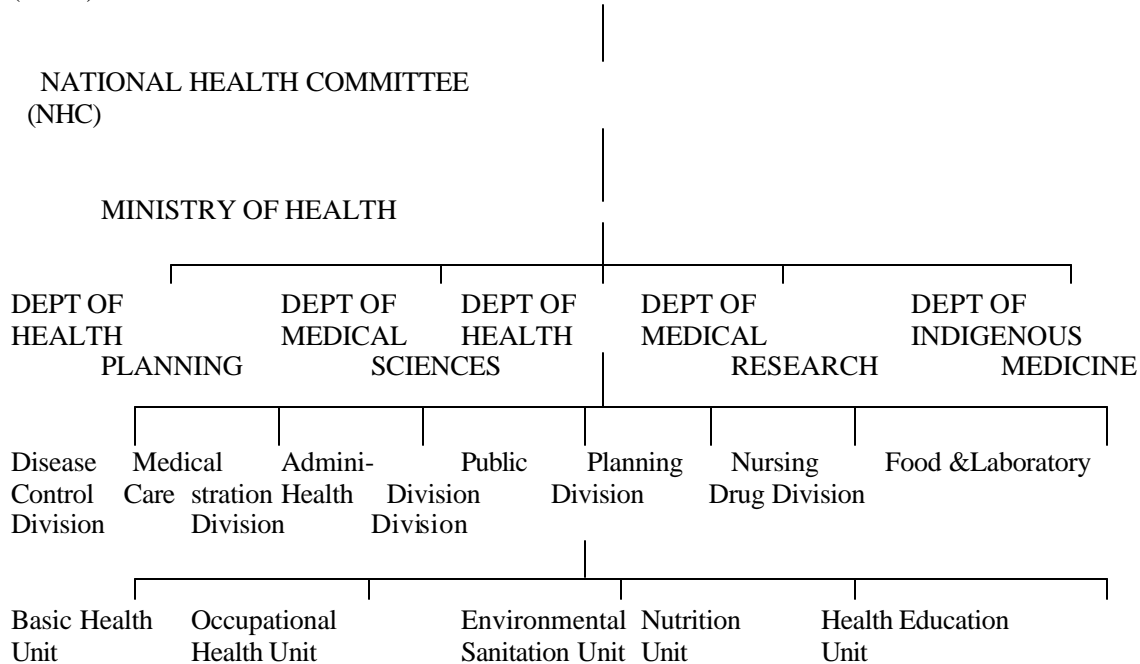 NATIONAL HEALTH COMMITTEE
(NHC)
MINISTRY OF HEALTH
DEPT OF DEPT OF DEPT OF DEPT OF DEPT OF
HEALTH MEDICAL HEALTH MEDICAL INDIGENOUS
PLANNING SCIENCES RESEARCH MEDICINE
Disease Medical Admini- Public Planning Nursing Food &Laboratory
Control Care stration Health Division Division Drug Division
Division Division Division
Basic Health Occupational Environmental Nutrition Health Education
Unit Health Unit Sanitation Unit Unit Unit